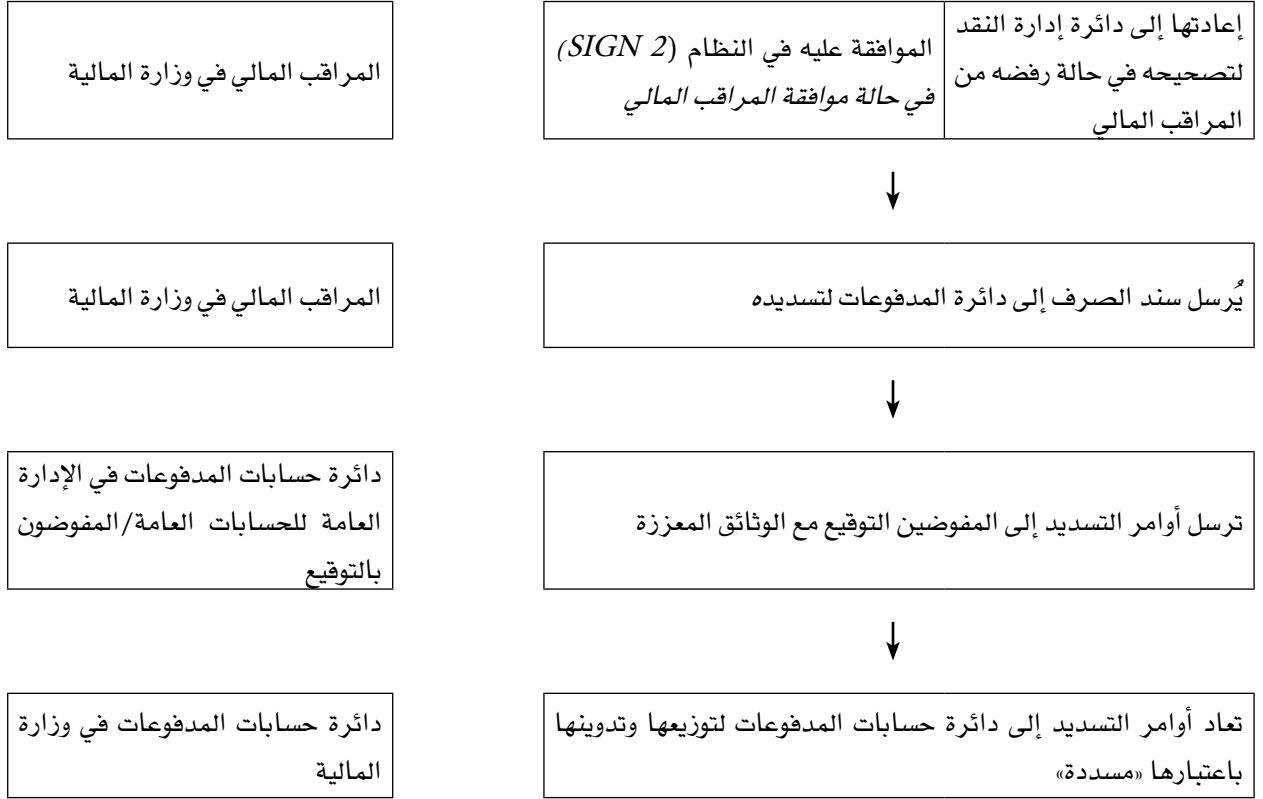 إعادتها إلى دائرة إدارة النقد
لتصحيحه في حالة رفضه من
المراقب المالي
الموافقة عليه في النظام (SIGN 2)
في حالة موافقة المراقب المالي
المراقب المالي في وزارة المالية
يُرسل سند الصرف إلى دائرة المدفوعات لتسديده
المراقب المالي في وزارة المالية
ترسل أوامر التسديد إلى المفوضين التوقيع مع الوثائق المعززة
دائرة حسابات المدفوعات في الإدارة
العامة للحسابات العامة/المفوضون
بالتوقيع
تعاد أوامر التسديد إلى دائرة حسابات المدفوعات لتوزيعها وتدوينها
باعتبارها «مسددة»
دائرة حسابات المدفوعات في وزارة
المالية